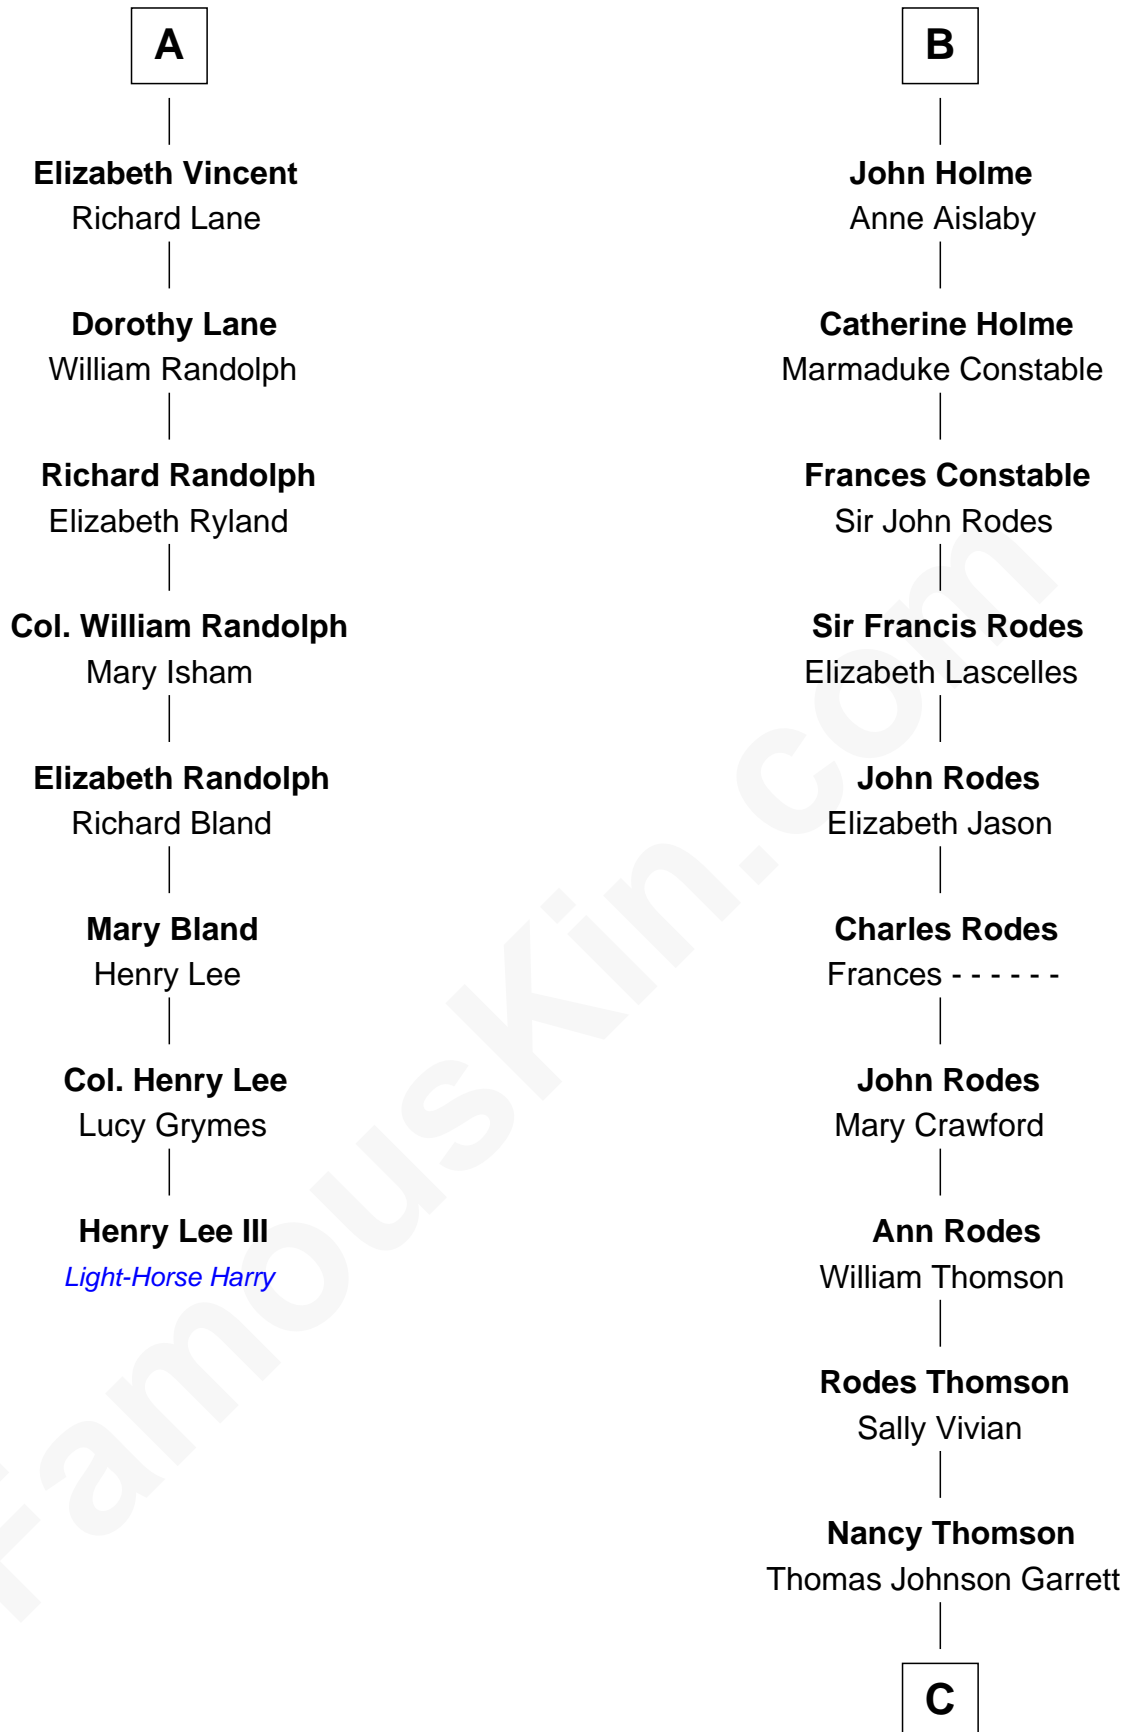 A
Elizabeth Vincent
Richard Lane
Dorothy Lane
William Randolph
Richard Randolph
Elizabeth Ryland
Col. William Randolph
Mary Isham
Elizabeth Randolph
Richard Bland
Mary Bland
Henry Lee
Col. Henry Lee
Lucy Grymes
Henry Lee III
Light-Horse Harry
B
John Holme
Anne Aislaby
Catherine Holme
Marmaduke Constable
Frances Constable
Sir John Rodes
Sir Francis Rodes
Elizabeth Lascelles
John Rodes
Elizabeth Jason
Charles Rodes
Frances - - - - - -
John Rodes
Mary Crawford
Ann Rodes
William Thomson
Rodes Thomson
Sally Vivian
Nancy Thomson
Thomas Johnson Garrett
C
FamousKin.com